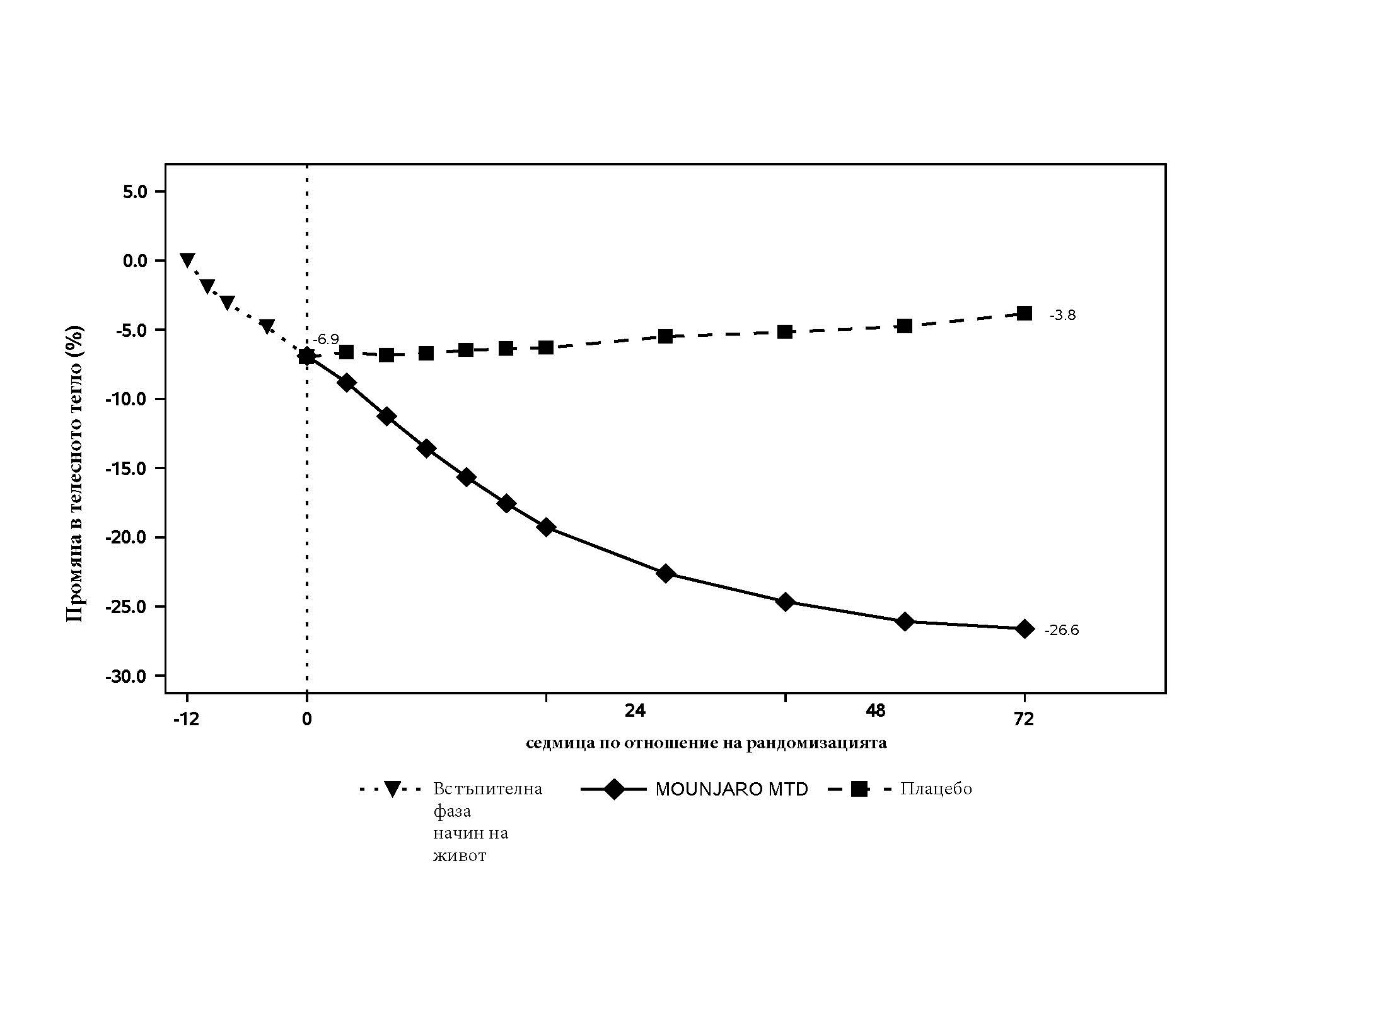 Промяна в телесното тегло (%)
5.0
0.0
-5.0
-10.0
-15.0
-20.0
-25.0
-30.0
-6.9
-3.8
-26.6
-12
0
24
48
72
седмица по отношение на рандомизацията
Встъпителна
фаза
начин на
живот
MOUNJARO MTD
Плацебо